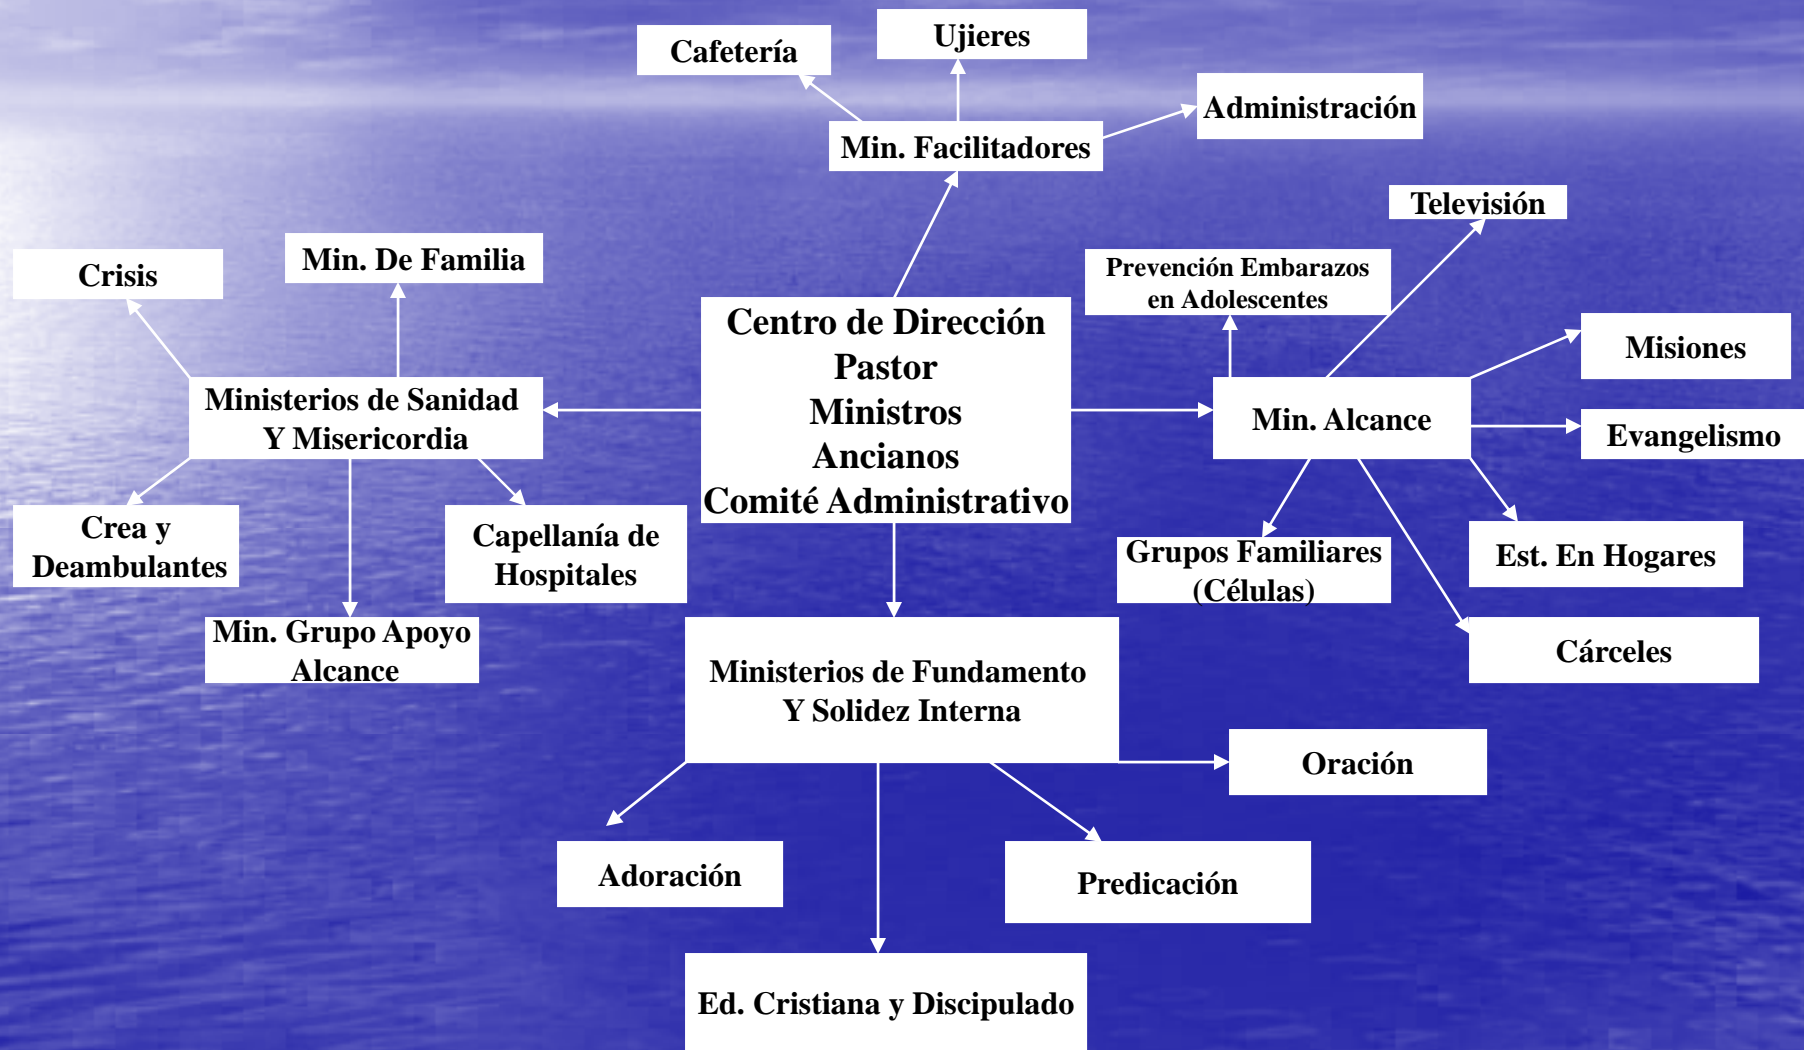 Ujieres
Cafetería
Administración
Min. Facilitadores
Televisión
Min. De Familia
Crisis
Prevención Embarazos
en Adolescentes
Centro de Dirección
Pastor
Ministros
Ancianos
Comité Administrativo
Misiones
Ministerios de Sanidad
Y Misericordia
Min. Alcance
Evangelismo
Crea y
Deambulantes
Capellanía de
Hospitales
Grupos Familiares
(Células)
Est. En Hogares
Min. Grupo Apoyo
Alcance
Cárceles
Ministerios de Fundamento
Y Solidez Interna
Oración
Adoración
Predicación
Ed. Cristiana y Discipulado